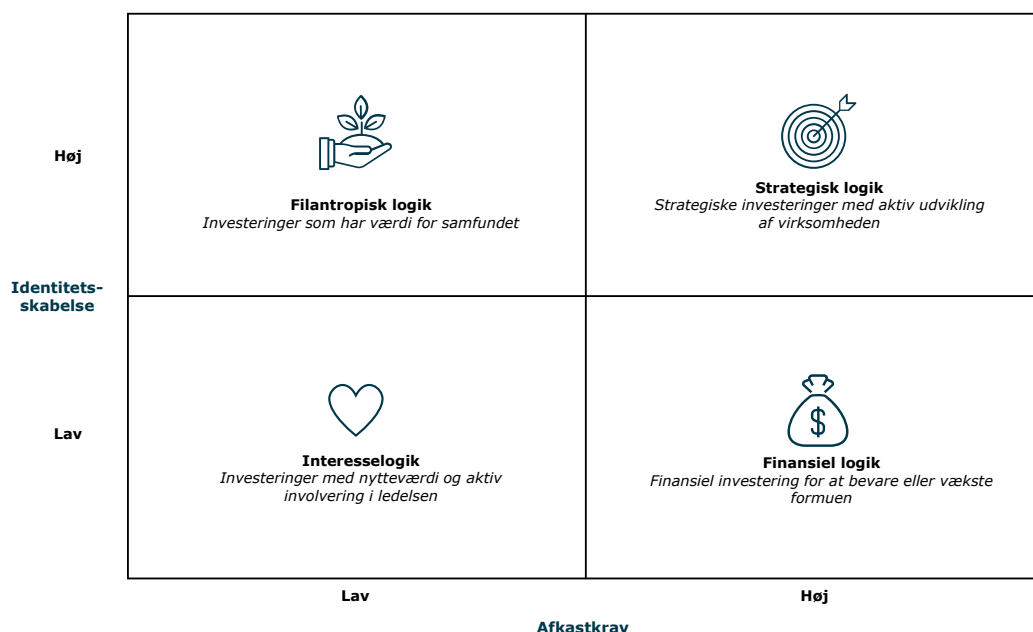 Høj
Filantropisk logik
Investeringer som har værdi for samfundet
Strategisk logik
Strategiske investeringer med aktiv udvikling
af virksomheden
Identitets-
skabelse
Lav
Interesselogik
Investeringer med nytteværdi og aktiv
involvering i ledelsen
$
Finansiel logik
Finansiel investering for at bevare eller vækste
formuen
Lav
Høj
Afkastkrav